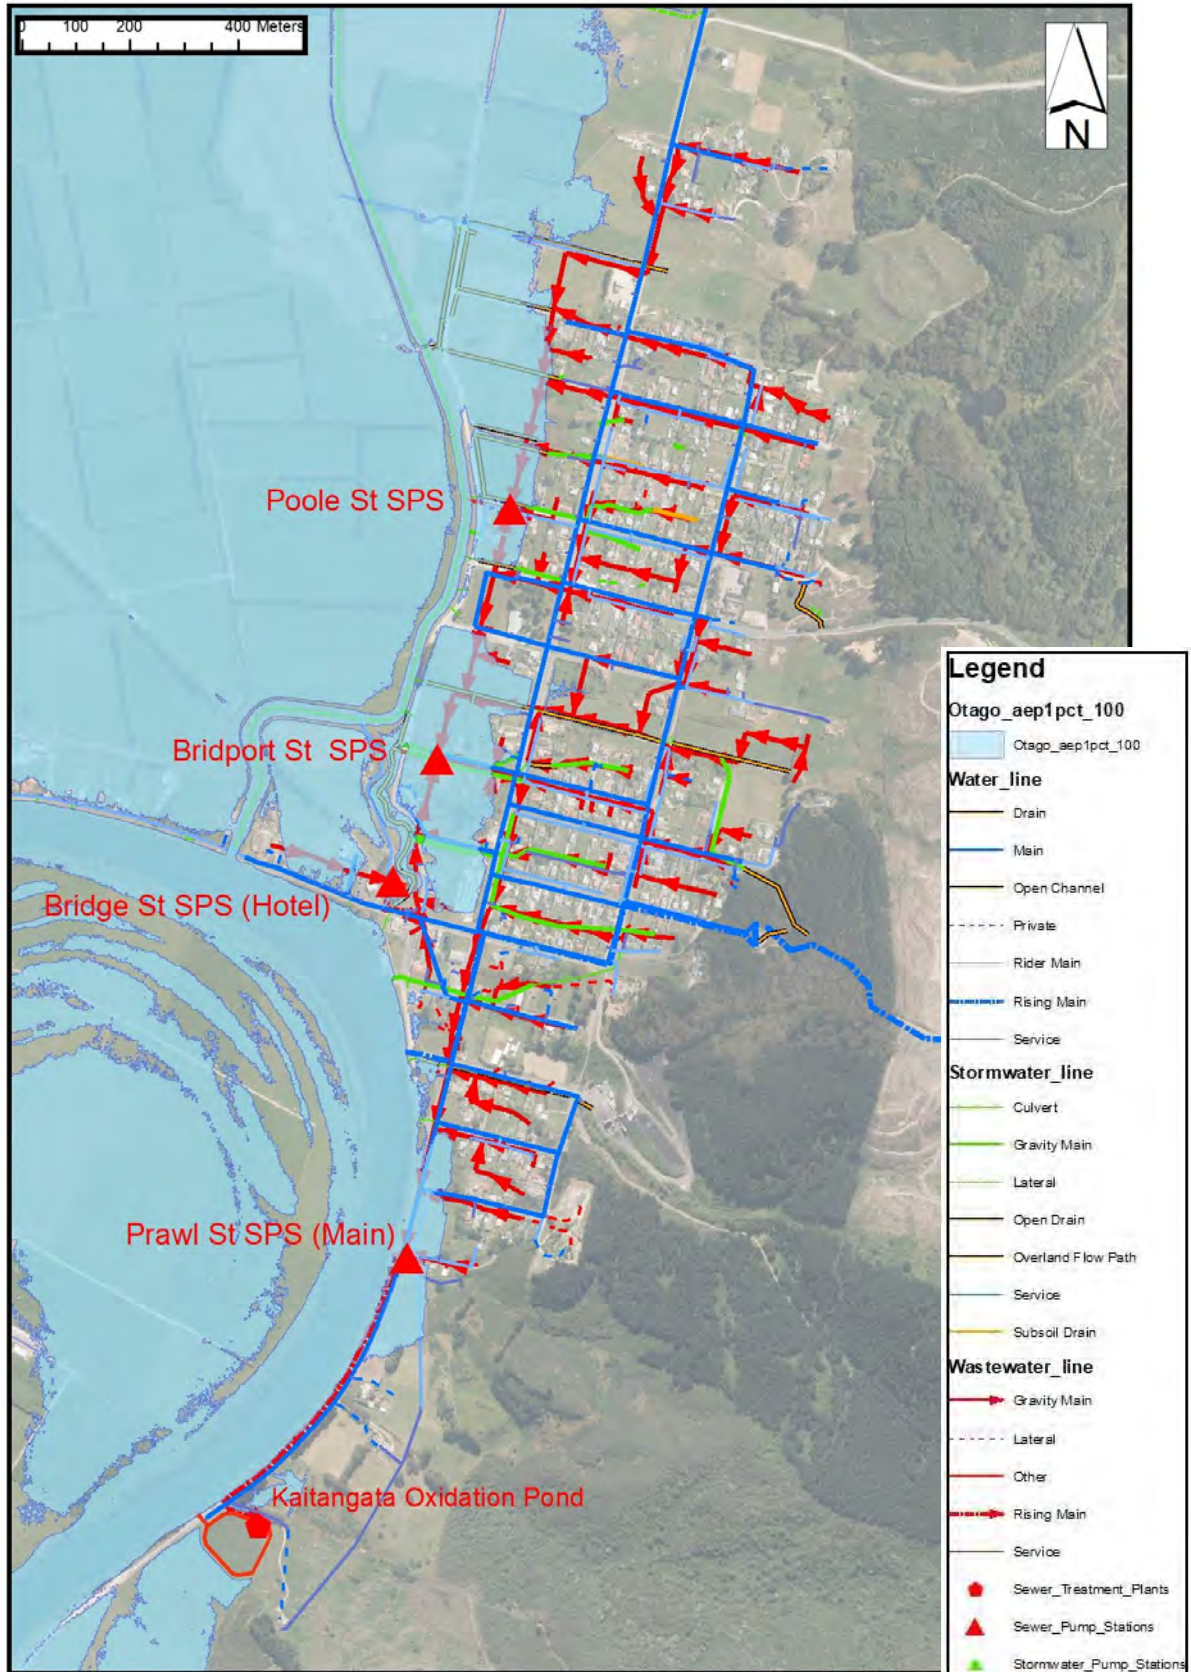 0 100 200 400 Meters
N
Poole St SPS
Bridport St SPS
Bridge St SPS (Hotel)
Prawl St SPS (Main)
Kaitangata Oxidation Pond
Legend
Otago_aep1pct_100
Otago_aep1pct_100
Water_line
Drain
Main
Open Channel
Private
Rider Main
Rising Main
Service
Stormwater_line
Culvert
Gravity Main
Lateral
Open Drain
Overland Flow Path
Service
Subsoil Drain
Wastewater_line
Gravity Main
Lateral
Other
Rising Main
Service
Sewer_Treatment_Plants
Sewer_Pump_Stations
Stormwater_Pump_Stations